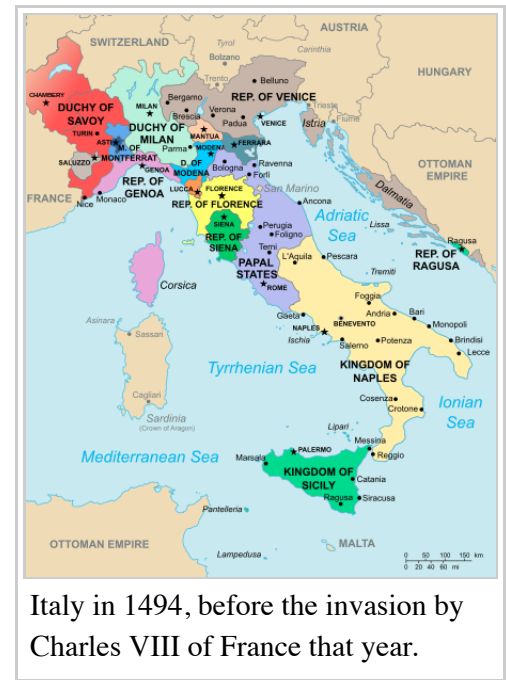 AUSTRIA
SWITZERLAND
Tyrol
Bolzano
Carinthia
HUNGARY
Trento
Belluno
CHAMBERY
Bergamo
REP. OF VENICE
DUCHY OF
SAVOY
MILAN
Brescia
Verona
Padua
VENICE
Trieste
Fiume
Istria
TURIN
DUCHY OF
MILAN
MANTUA
ASTI
M. OF
MONTFERRAT
Parma
MODENA
FERRARA
SALUZZO
GENOA
D. OF
MODENA
Bologna
Ravenna
Forlì
OTTOMAN
EMPIRE
REP. OF
GENOA
LUCCA
FLORENCE
San Marino
Dalmatia
FRANCE
Nice
Monaco
REP. OF FLORENCE
Ancona
Adriatic
Sea
Lissa
SIENA
REP. OF
SIENA
Perugia
Foligno
Ragusa
REP. OF
RAGUSA
Terni
PAPAL
STATES
L'Aquila
Pescara
Tremiti
Corsica
ROME
Foggia
Asinara
Sassari
Gaeta
Andria
Bari
NAPLES
BENEVENTO
Monopoli
Ischia
Salerno
Potenza
Brindisi
Lecce
Tyrrhenian Sea
KINGDOM OF
NAPLES
Cagliari
Cosenza
Crotone
Ionian
Sea
Sardinia
(Crown of Aragon)
Lipari
Messina
Mediterranean Sea
Marsala
PALERMO
Reggio
KINGDOM OF
SICILY
Catania
Ragusa
Siracusa
Pantelleria
OTTOMAN EMPIRE
MALTA
Lampedusa
0 50 100 150 km
0 20 40 60 mi
Italy in 1494, before the invasion by
Charles VIII of France that year.